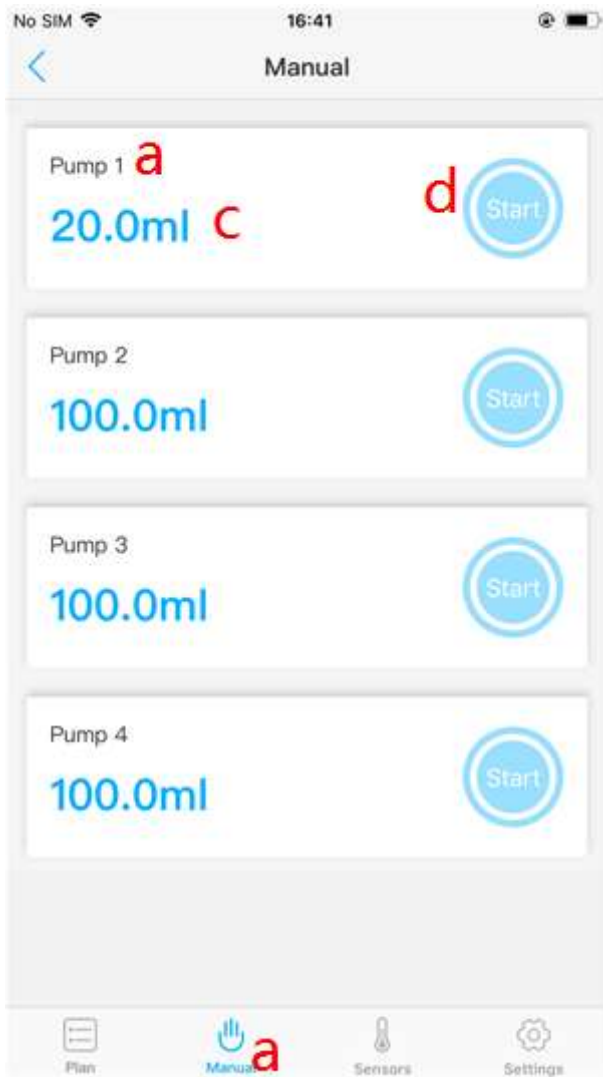 No SIM 16:41
Manual
Pump 1 a
20.0ml c d Start
Pump 2
100.0ml Start
Pump 3
100.0ml Start
Pump 4
100.0ml Start
Plan Manual a Sensors Settings